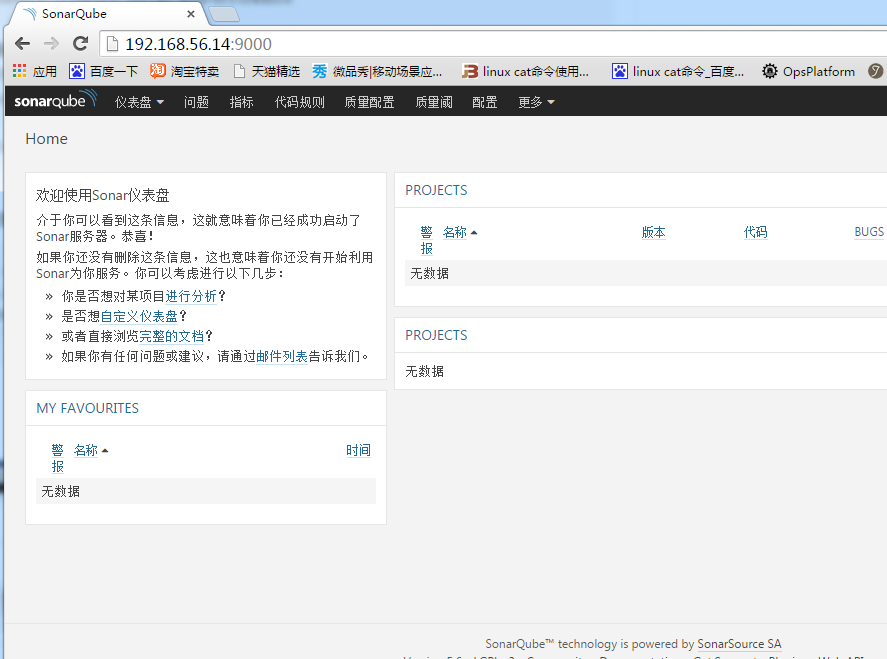 SonarQube
192.168.56.14:9000
应用 百度一下 淘宝特卖 天猫精选 微品秀|移动场景应... linux cat命令使用... linux cat命令_百度... OpsPlatform
sonarqube 仪表盘 问题 指标 代码规则 质量配置 质量阈 配置 更多
Home
欢迎使用Sonar仪表盘
介于你可以看到这条信息，这就意味着你已经成功启动了
Sonar服务器。恭喜！
如果你还没有删除这条信息，这也意味着你还没有开始利用
Sonar为你服务。你可以考虑进行以下几步：
» 你是否想对某项目进行分析？
» 是否想自定义仪表盘？
» 或者直接浏览完整的文档？
» 如果你有任何问题或建议，请通过邮件列表告诉我们。
MY FAVOURITES
警报 名称 时间
无数据
PROJECTS
警报 名称 版本 代码 BUGS
无数据
PROJECTS
无数据
SonarQube™ technology is powered by SonarSource SA